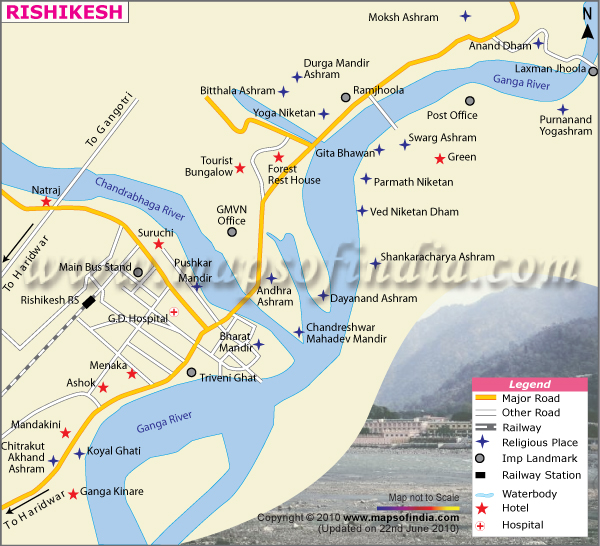 RISHIKESH
N
Moksh Ashram
Anand Dham
Laxman Jhoola
Ganga River
Durga Mandir
Ashram
Bitthala Ashram
Ramjhoola
Yoga Niketan
Post Office
Purnanand
Yogashram
To Gangotri
Swarg Ashram
Gita Bhawan
Green
Tourist
Bungalow
Forest
Rest House
Parmath Niketan
Natraj
Chandrabhaga River
GMVN
Office
Ved Niketan Dham
Suruchi
To Haridwar
Main Bus Stand
Pushkar
Mandir
Shankaracharya Ashram
www.mapsofindia.com
Rishikesh RS
Andhra
Ashram
Dayanand Ashram
G.D. Hospital
Bharat
Mandir
Chandreshwar
Mahadev Mandir
Menaka
Ashok
Triveni Ghat
Mandakini
Ganga River
Chitrakut
Akhand
Ashram
Koyal Ghati
Ganga Kinare
To Haridwar
Legend
Major Road
Other Road
Railway
Religious Place
Imp Landmark
Railway Station
Waterbody
Hotel
Hospital
Map not to Scale
Copyright © 2010 www.mapsofindia.com
(Updated on 22nd June 2010)